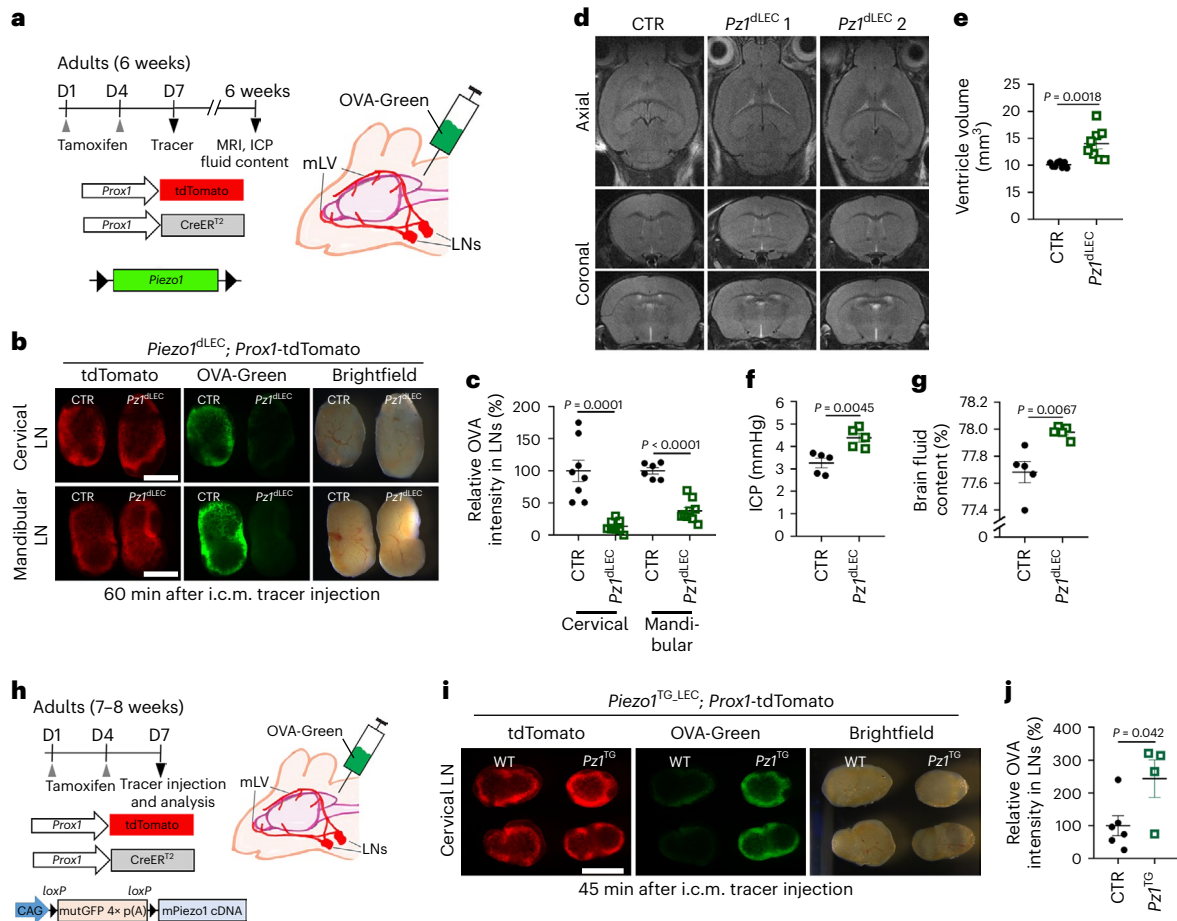 a
Adults (6 weeks)
D1 D4 D7 6 weeks
Tamoxifen Tracer MRI, ICP
fluid content
Prox1 tdTomato
Prox1 CreERT2
Piezo1
OVA-Green
mLV
LNs
b
Piezo1dLEC; Prox1-tdTomato
tdTomato OVA-Green Brightfield
CTR Pz1dLEC CTR Pz1dLEC CTR Pz1dLEC
Cervical
LN
CTR Pz1dLEC CTR Pz1dLEC CTR Pz1dLEC
Mandibular
LN
60 min after i.c.m. tracer injection
c
Relative OVA
intensity in LNs (%)
200
150
100
50
0
P = 0.0001
P < 0.0001
CTR
Pz1dLEC
CTR
Pz1dLEC
Cervical Mandi-
bular
d
CTR Pz1dLEC 1 Pz1dLEC 2
Axial
Coronal
e
Ventricle volume
(mm3)
25
20
15
10
15
0
P = 0.0018
CTR
Pz1dLEC
f
ICP (mmHg)
6
5
4
3
2
1
0
P = 0.0045
CTR
Pz1dLEC
g
Brain fluid
content (%)
78.2
78.0
77.8
77.6
77.4
0
P = 0.0067
CTR
Pz1dLEC
h
Adults (7–8 weeks)
D1 D4 D7
Tamoxifen Tracer injection
and analysis
Prox1 tdTomato
Prox1 CreERT2
loxP loxP
CAG mutGFP 4× p(A) mPiezo1 cDNA
OVA-Green
mLV
LNs
i
Piezo1TG_LEC; Prox1-tdTomato
tdTomato OVA-Green Brightfield
WT Pz1TG WT Pz1TG WT Pz1TG
Cervical LN
45 min after i.c.m. tracer injection
j
Relative OVA
intensity in LNs (%)
400
300
200
100
0
P = 0.042
CTR
Pz1TG